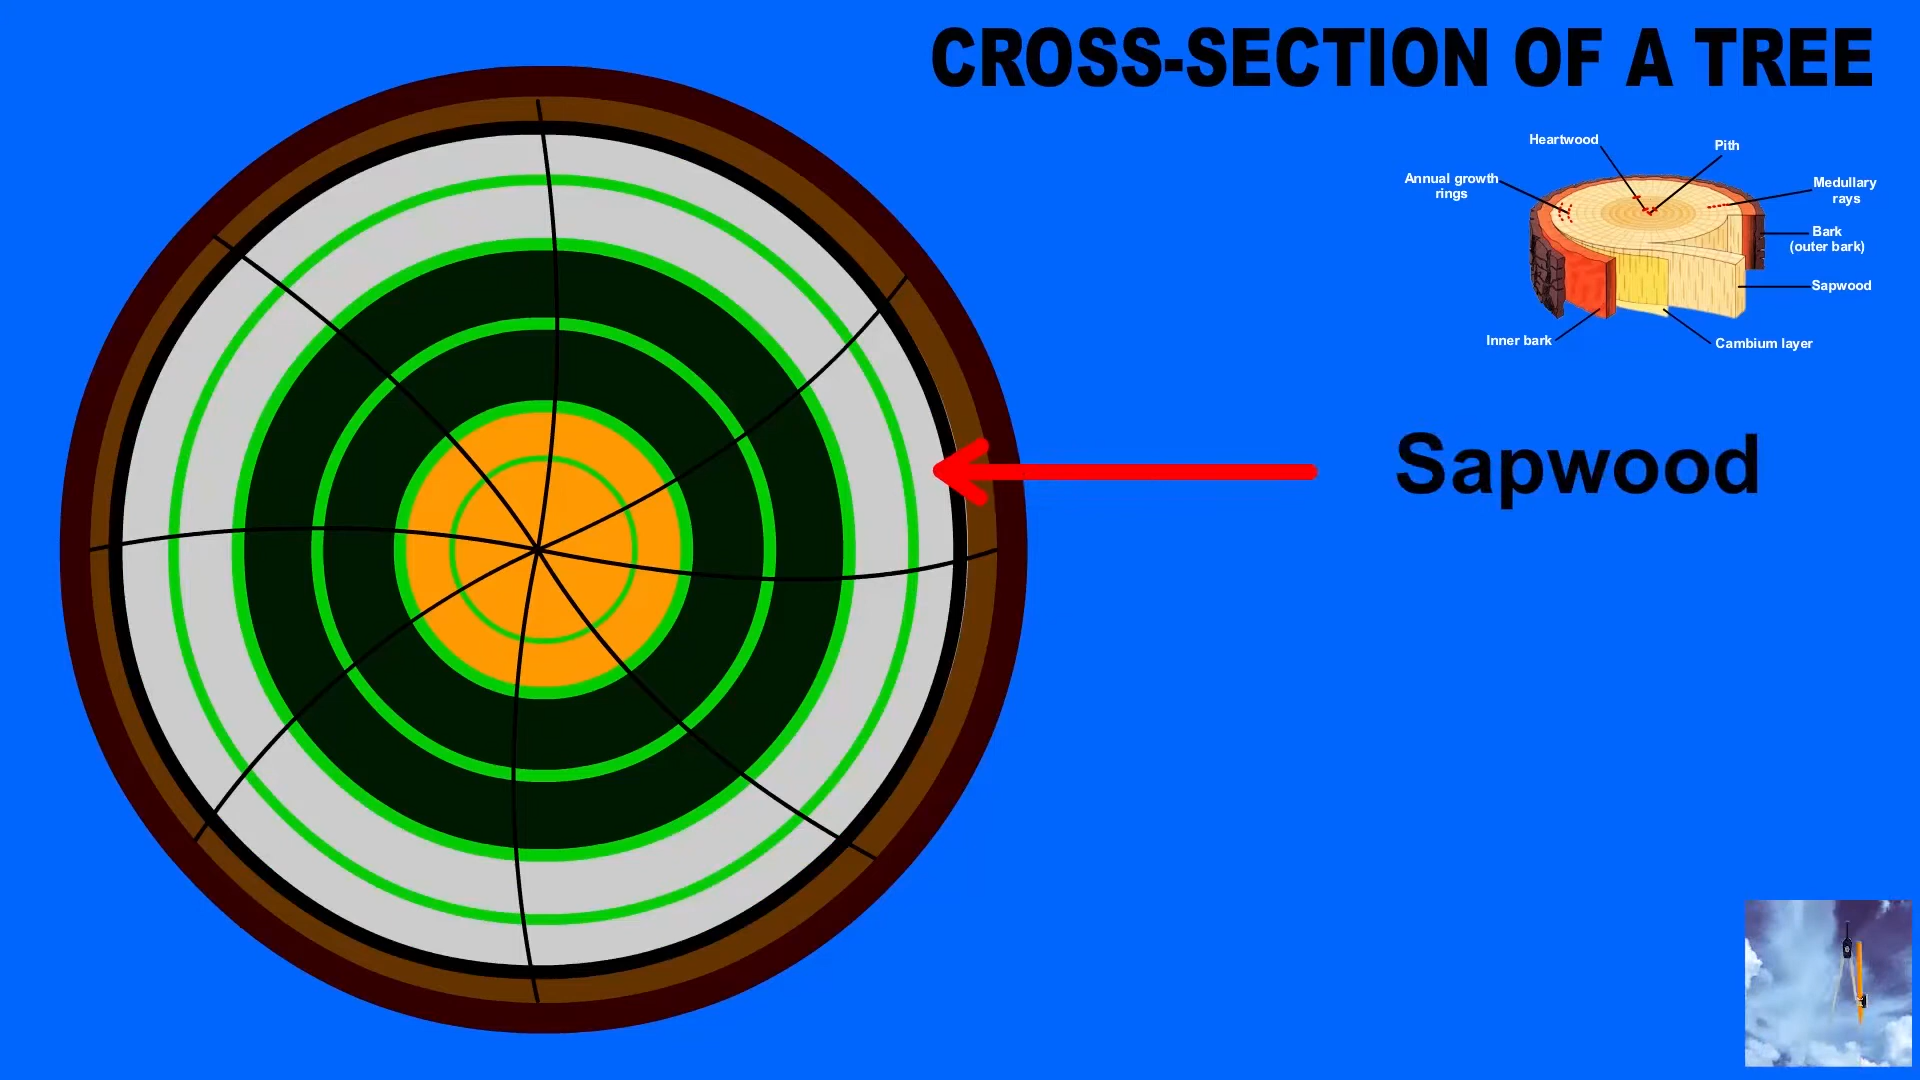 CROSS-SECTION OF A TREE
Heartwood
Pith
Annual growth
rings
Medullary
rays
Bark
(outer bark)
Sapwood
Inner bark
Cambium layer
Sapwood